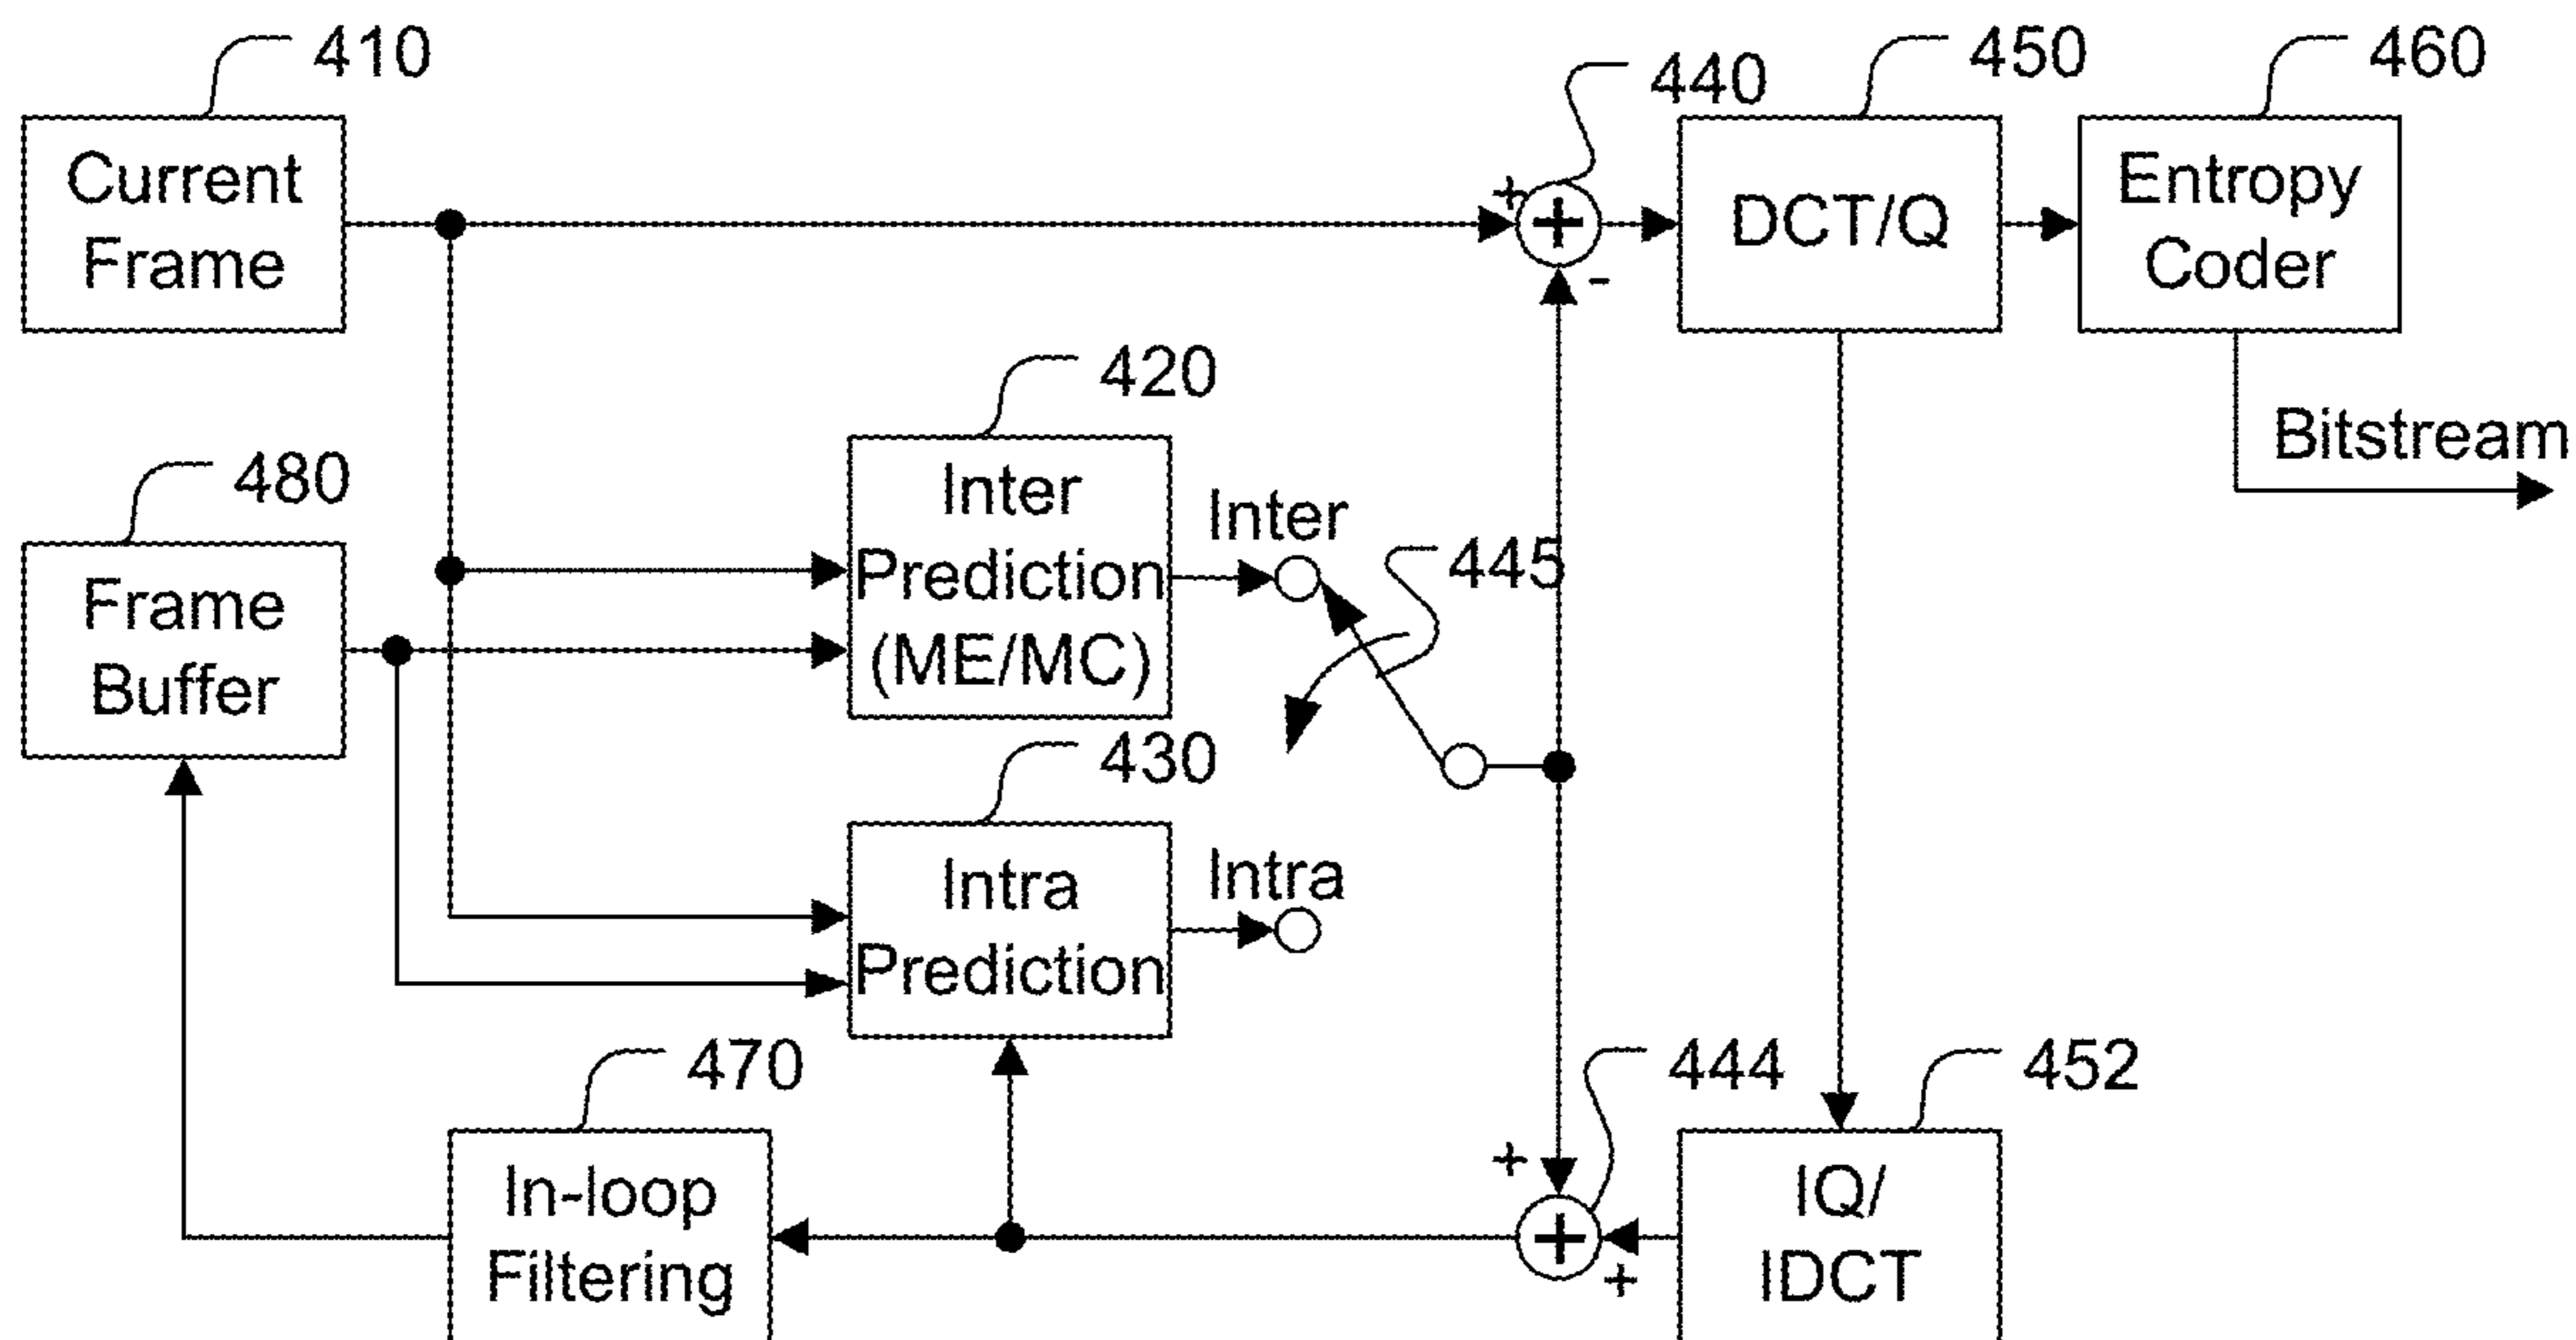 410
440
450
460
Current
Frame
+
+
-
DCT/Q
Entropy
Coder
420
Bitstream
480
Inter
Prediction
(ME/MC)
Inter
445
Frame
Buffer
430
Intra
Prediction
Intra
470
444
452
In-loop
Filtering
+
+
+
IQ/
IDCT